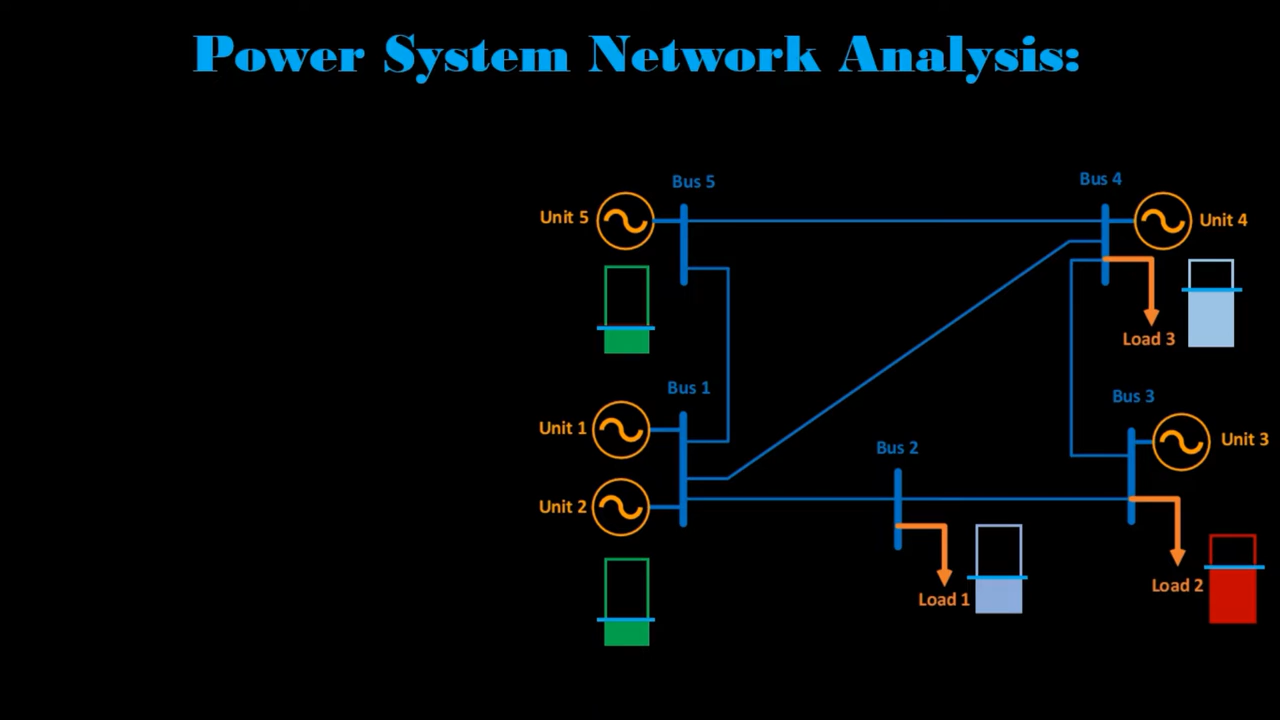 Power System Network Analysis:
Bus 5
Bus 4
Unit 5
Unit 4
Load 3
Bus 1
Bus 3
Unit 1
Unit 3
Bus 2
Unit 2
Load 2
Load 1